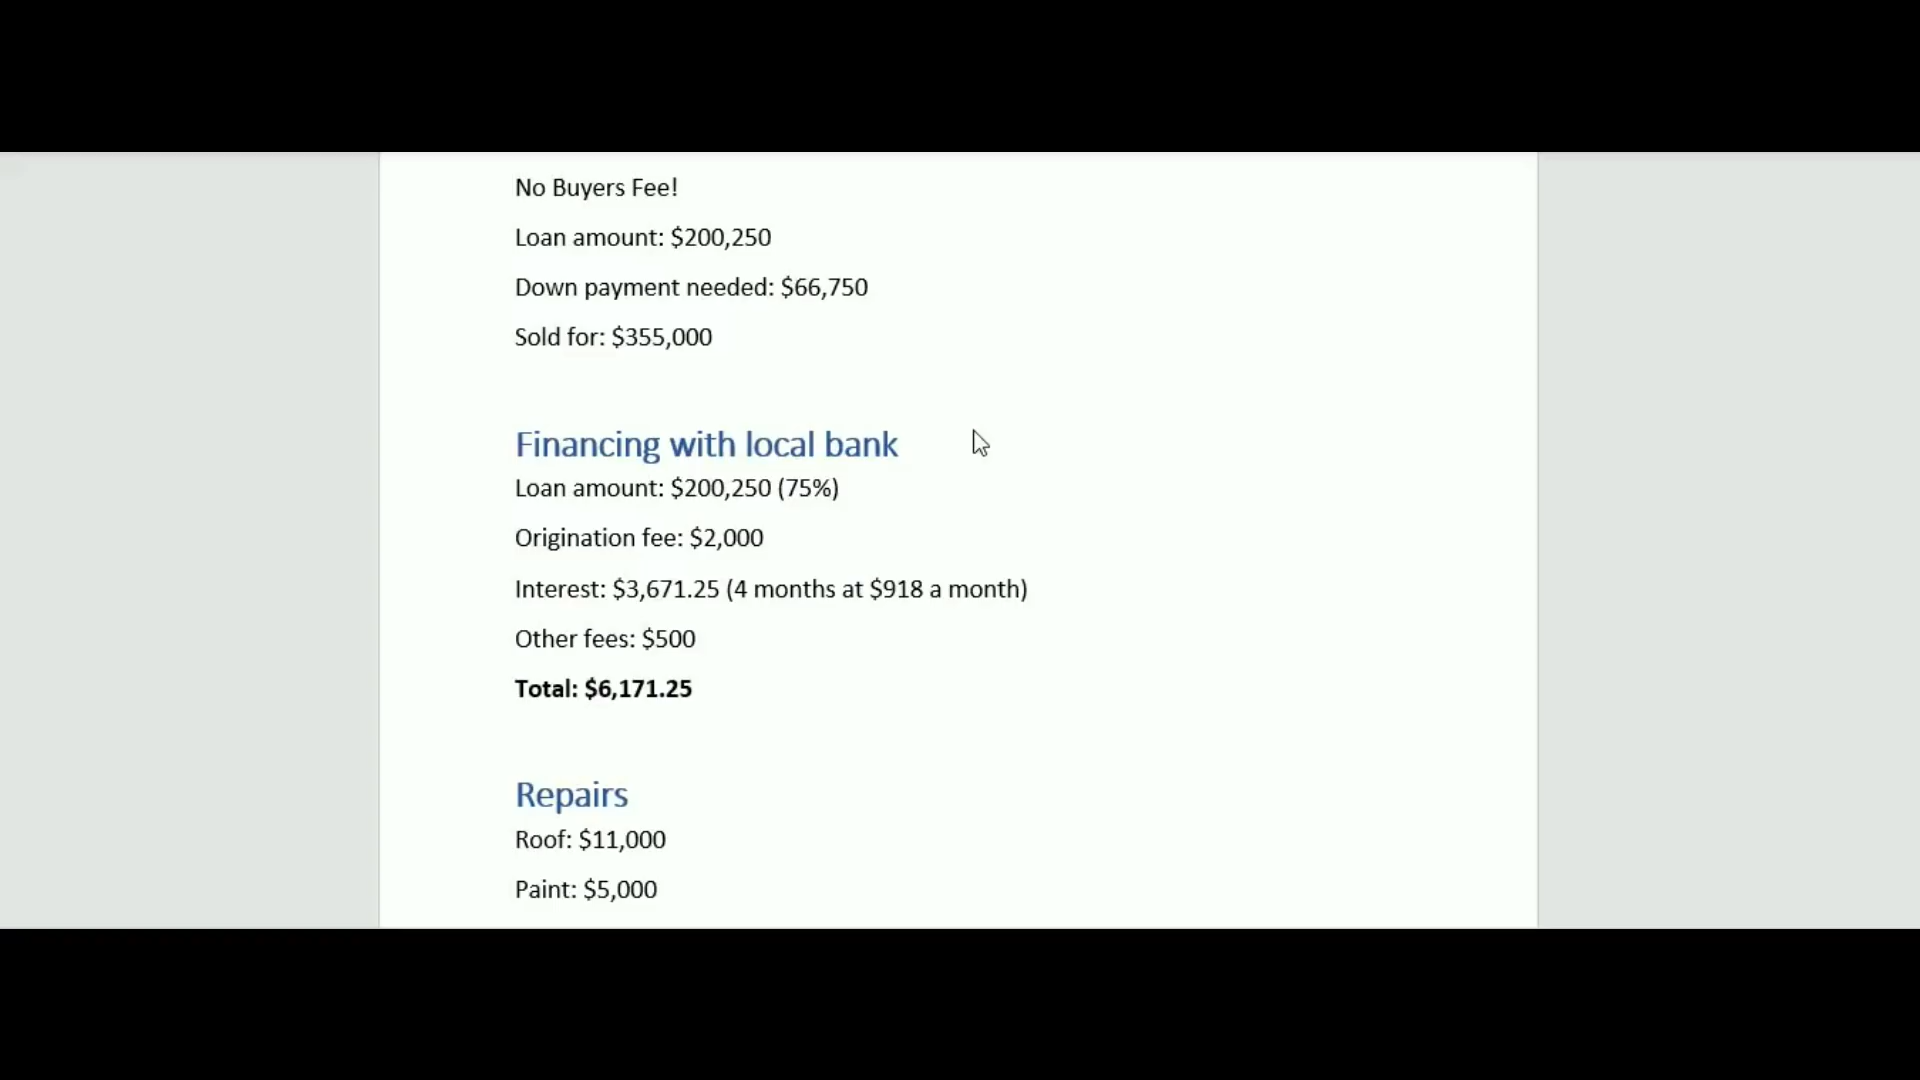 No Buyers Fee!
Loan amount: $200,250
Down payment needed: $66,750
Sold for: $355,000
Financing with local bank
Loan amount: $200,250 (75%)
Origination fee: $2,000
Interest: $3,671.25 (4 months at $918 a month)
Other fees: $500
Total: $6,171.25
Repairs
Roof: $11,000
Paint: $5,000